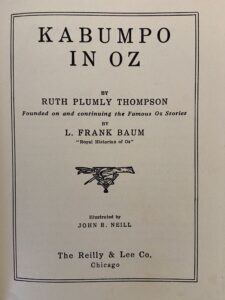 KABUMPO
IN OZ
BY
RUTH PLUMLY THOMPSON
Founded on and continuing the Famous Oz Stories
BY
L. FRANK BAUM
"Royal Historian of Oz"
Illustrated by
JOHN R. NEILL
The Reilly & Lee Co.
Chicago